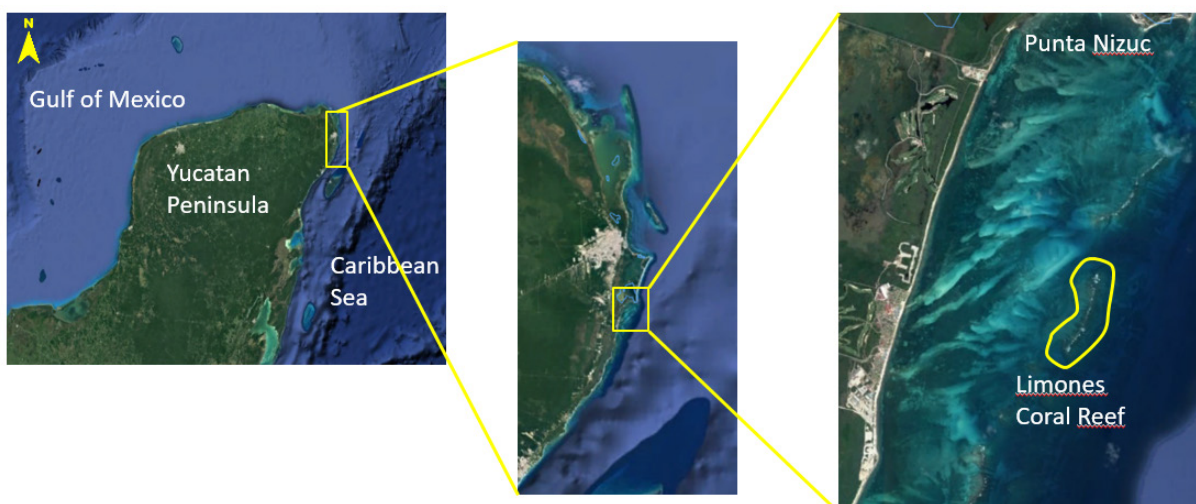 N
Gulf of Mexico
Yucatan
Peninsula
Caribbean
Sea
Punta Nizuc
Limones
Coral Reef